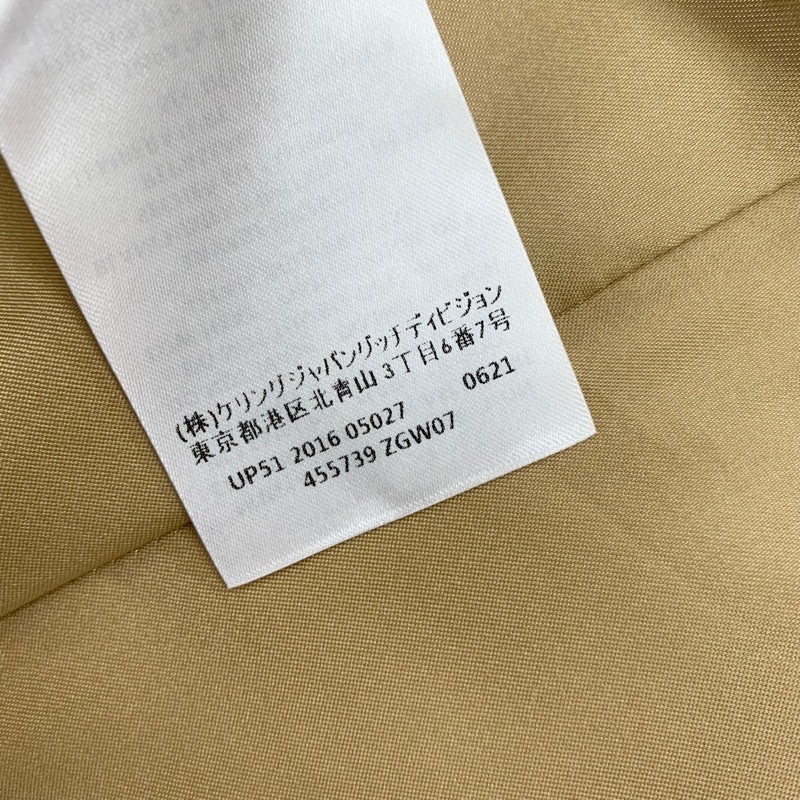 (株)ケリングジャパングッチディビジョン
東京都港区北青山3丁目6番7号
UP51 2016 05027 0621
455739 ZGW07